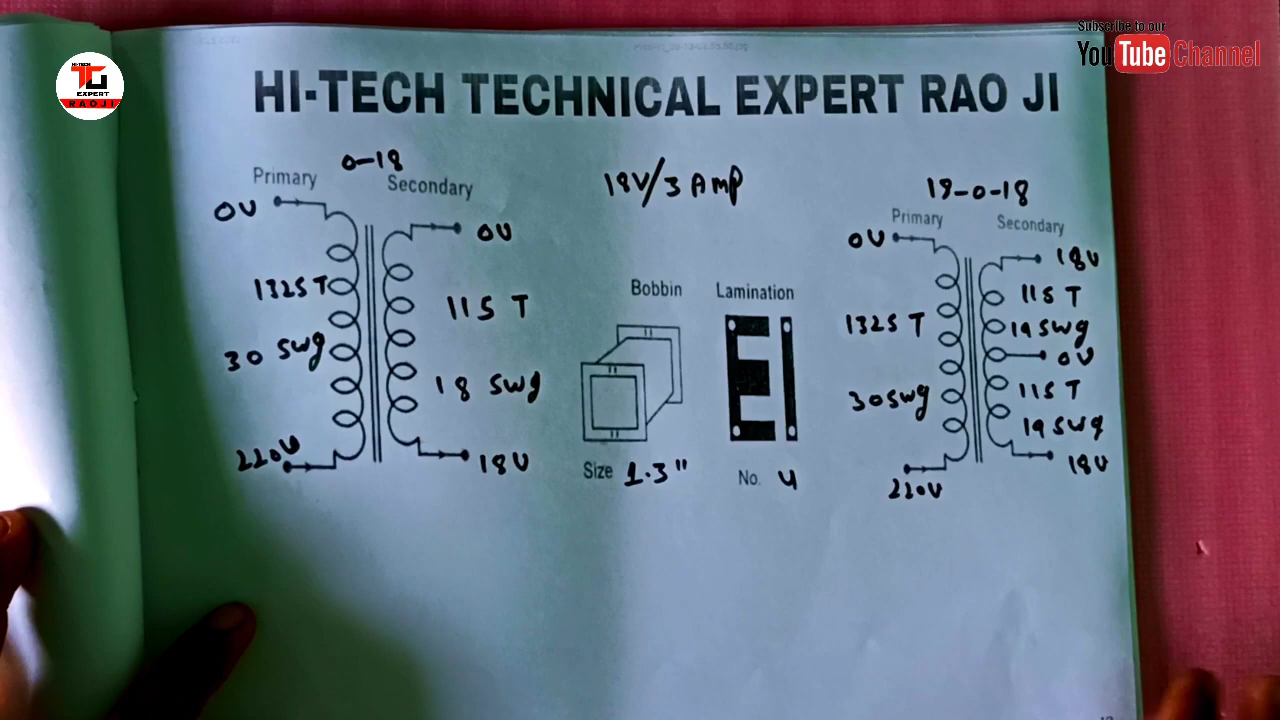 Subscribe to our
YouTube Channel
HI-TECH
TG
EXPERT
RAOJI
HI-TECH TECHNICAL EXPERT RAO JI
0-18
Primary
Secondary
0V
0V
1325 T
115 T
30 swg
18 swg
220V
18V
18V/3 AMP
Bobbin
Lamination
Size 1.3"
No. 4
18-0-18
Primary
Secondary
0V
18V
115 T
1325 T
19 swg
0V
115 T
30swg
19 swg
18V
220V